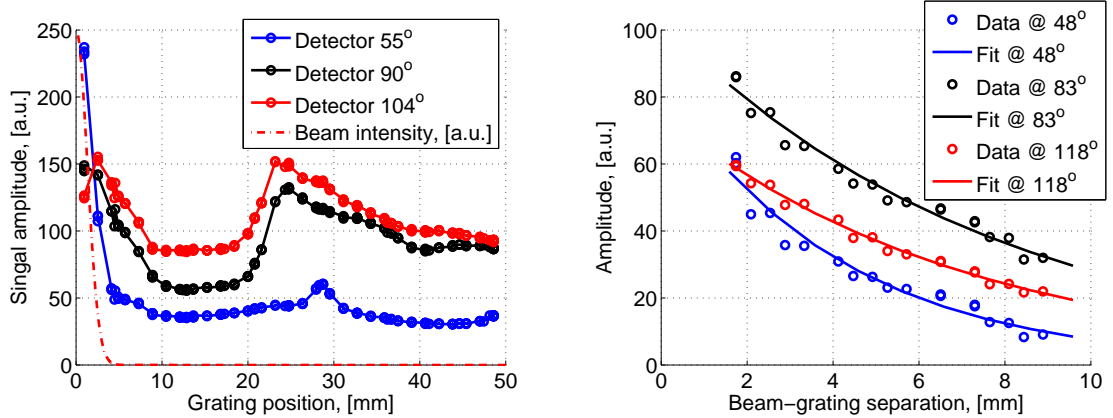 250
200
150
100
50
0
0
10
20
30
40
50
Singal amplitude, [a.u.]
Grating position, [mm]
Detector 55°
Detector 90°
Detector 104°
Beam intensity, [a.u.]
100
80
60
40
20
0
0
2
4
6
8
10
Amplitude, [a.u.]
Beam−grating separation, [mm]
Data @ 48°
Fit @ 48°
Data @ 83°
Fit @ 83°
Data @ 118°
Fit @ 118°